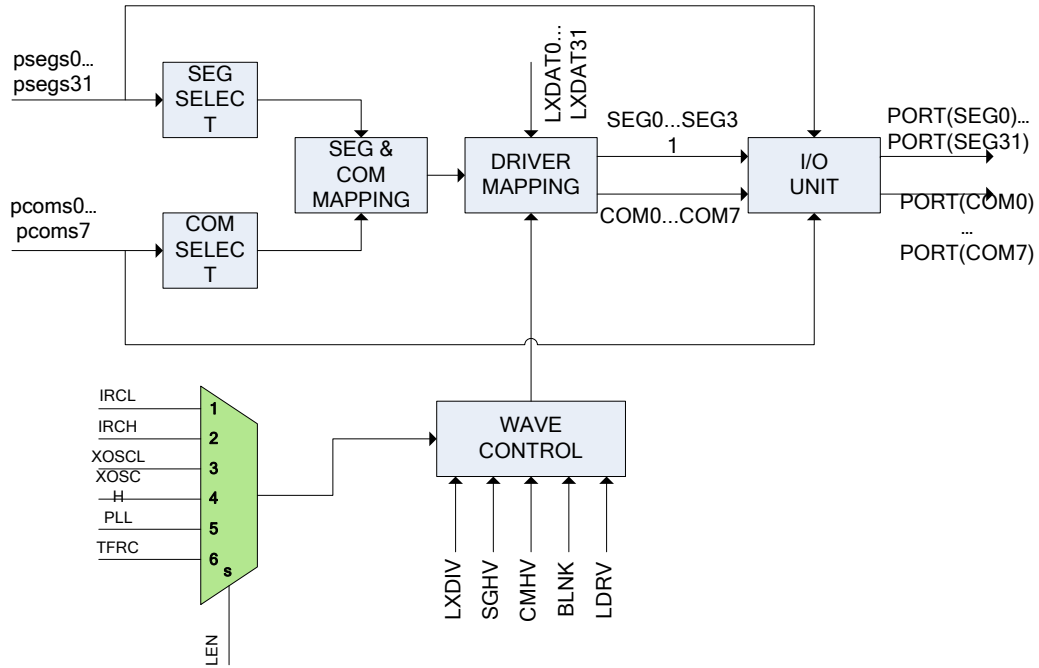 psegs0...
psegs31
SEG
SELEC
T
LXDAT0...
LXDAT31
SEG0...SEG3
1
PORT(SEG0)...
PORT(SEG31)
SEG &
COM
MAPPING
DRIVER
MAPPING
I/O
UNIT
pcoms0...
pcoms7
COM
SELEC
T
COM0...COM7
PORT(COM0)
...
PORT(COM7)
IRCL
IRCH
XOSCL
XOSC
H
PLL
TFRC
1
2
3
4
5
6
s
LEN
WAVE
CONTROL
LXDIV
SGHV
CMHV
BLNK
LDRV